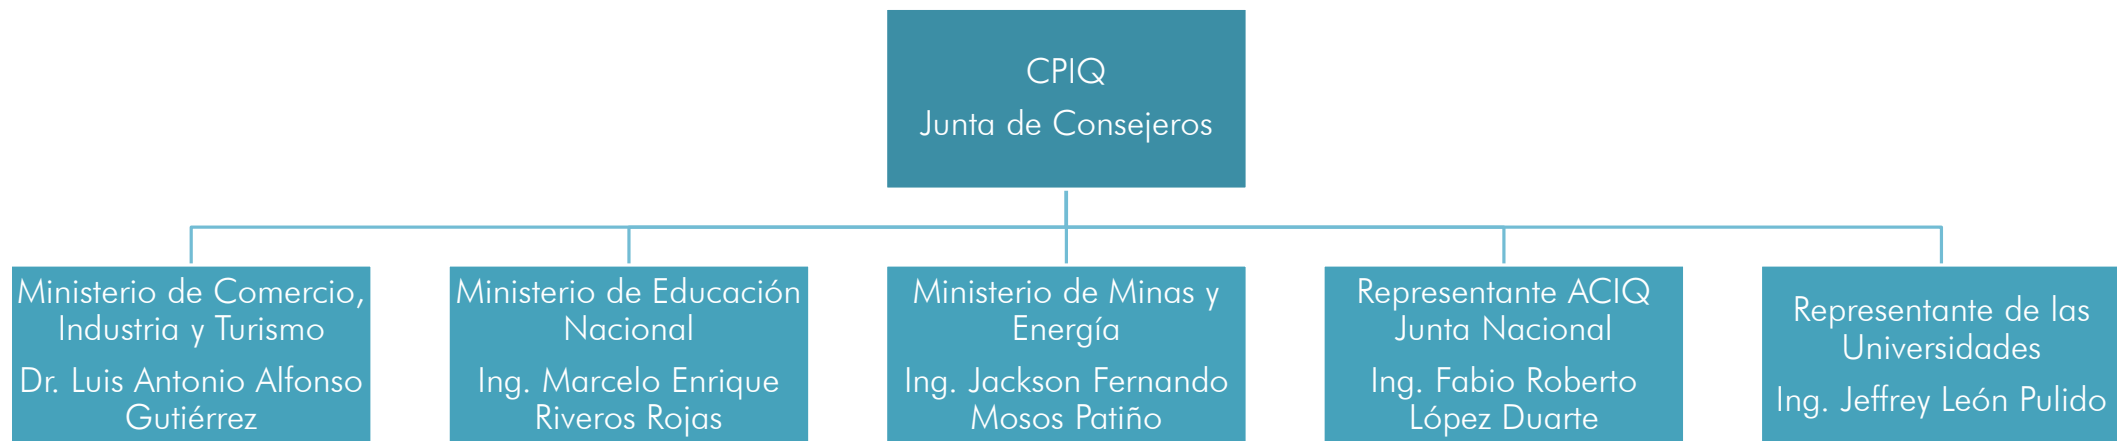 CPIQ
Junta de Consejeros
Ministerio de Comercio,
Industria y Turismo
Dr. Luis Antonio Alfonso
Gutiérrez
Ministerio de Educación
Nacional
Ing. Marcelo Enrique
Riveros Rojas
Ministerio de Minas y
Energía
Ing. Jackson Fernando
Mosos Patiño
Representante ACIQ
Junta Nacional
Ing. Fabio Roberto
López Duarte
Representante de las
Universidades
Ing. Jeffrey León Pulido